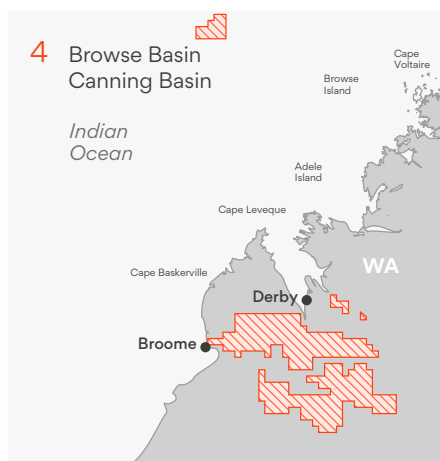 4
Browse Basin
Canning Basin
Indian
Ocean
Cape
Voltaire
Browse
Island
Adele
Island
Cape Leveque
WA
Cape Baskerville
Derby
Broome